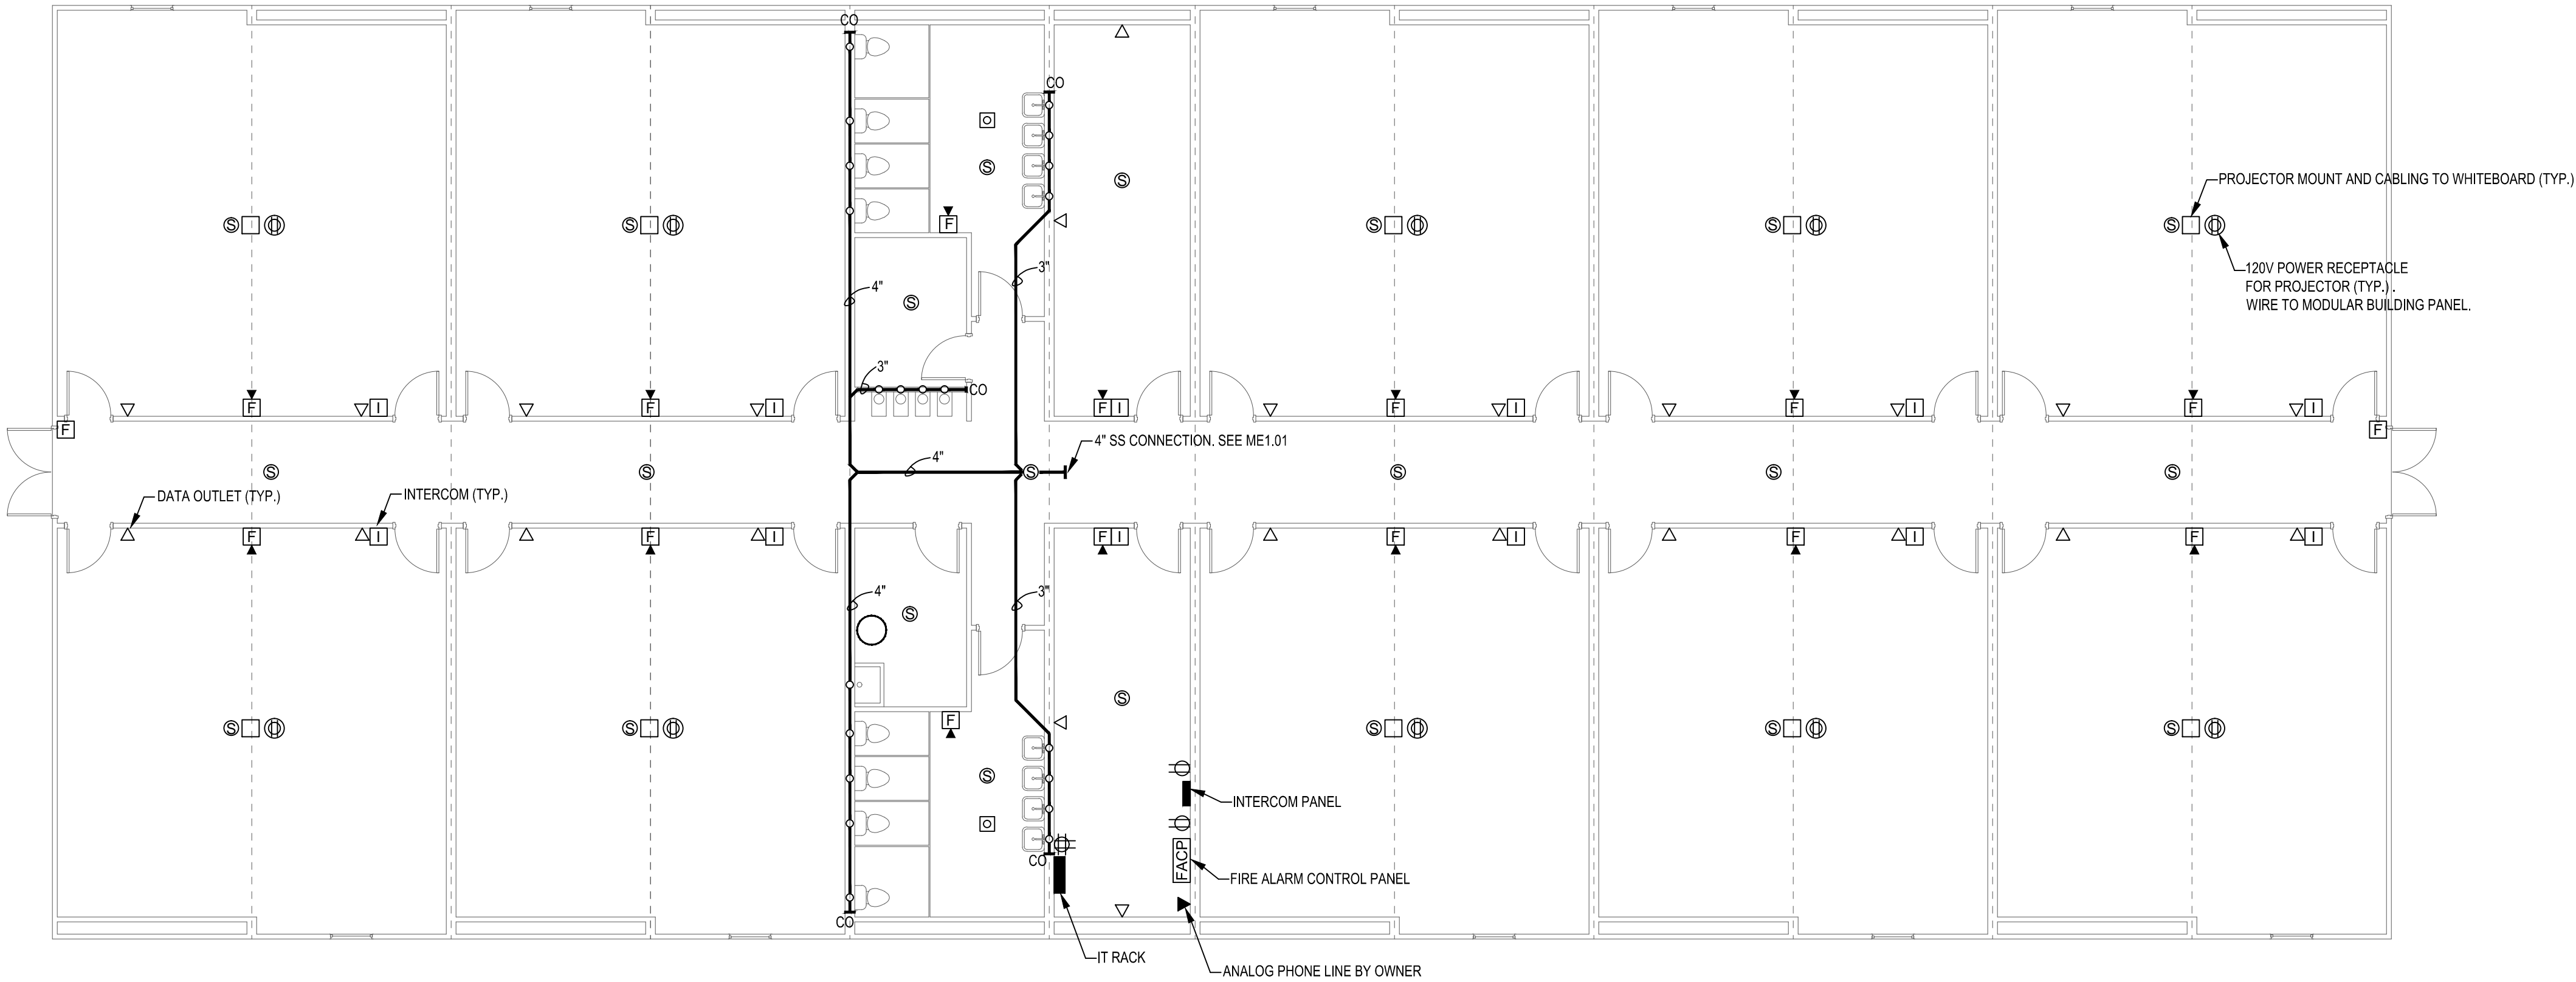 CO
CO
S
S
S
PROJECTOR MOUNT AND CABLING TO WHITEBOARD (TYP.)
S
S
F
S
S
S
120V POWER RECEPTACLE
FOR PROJECTOR (TYP.) .
WIRE TO MODULAR BUILDING PANEL.
3"
4"
S
3"
CO
F
I
F
I
F
I
F
I
F
I
F
I
F
F
4" SS CONNECTION. SEE ME1.01
4"
S
S
S
S
S
S
DATA OUTLET (TYP.)
INTERCOM (TYP.)
F
I
F
I
F
I
F
I
F
I
F
I
4"
3"
S
S
F
S
S
S
S
S
S
INTERCOM PANEL
FACP
CO
FIRE ALARM CONTROL PANEL
CO
IT RACK
ANALOG PHONE LINE BY OWNER